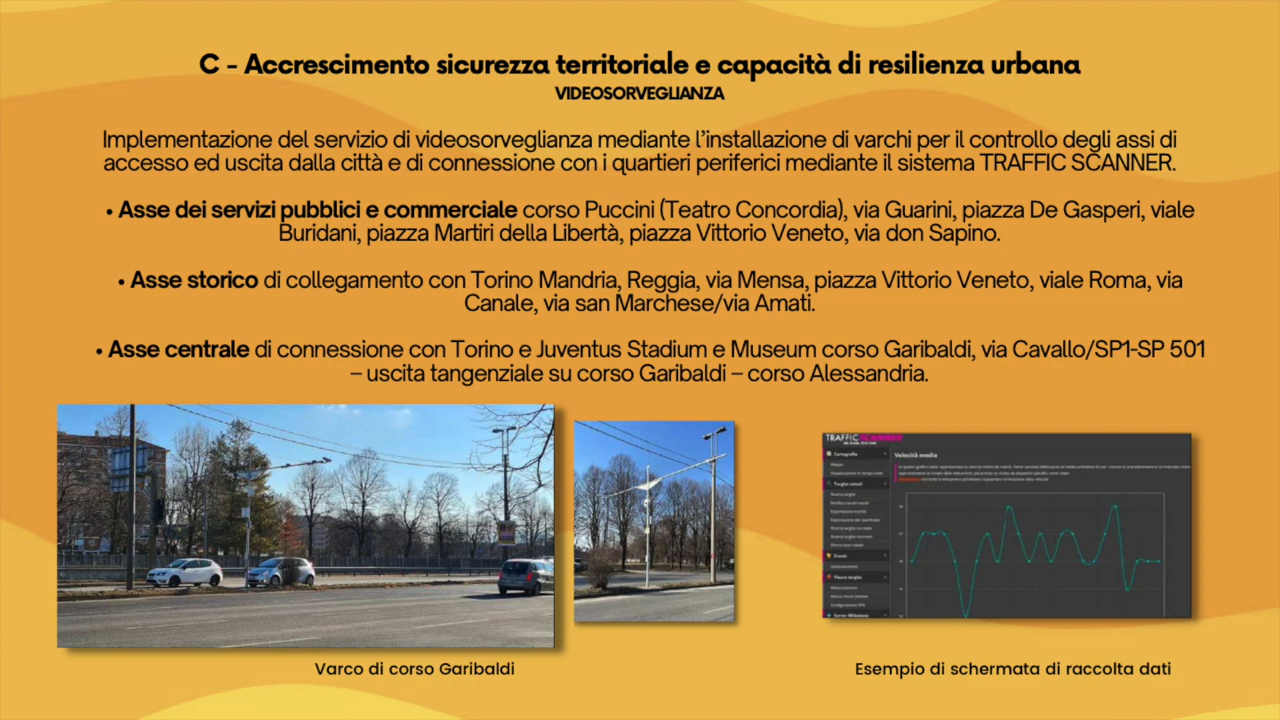 C - Accrescimento sicurezza territoriale e capacità di resilienza urbana
VIDEOSORVEGLIANZA
Implementazione del servizio di videosorveglianza mediante l'installazione di varchi per il controllo degli assi di
accesso ed uscita dalla città e di connessione con i quartieri periferici mediante il sistema TRAFFIC SCANNER.
• Asse dei servizi pubblici e commerciale corso Puccini (Teatro Concordia), via Guarini, piazza De Gasperi, viale
Buridani, piazza Martiri della Libertà, piazza Vittorio Veneto, via don Sapino.
• Asse storico di collegamento con Torino Mandria, Reggia, via Mensa, piazza Vittorio Veneto, viale Roma, via
Canale, via san Marchese/via Amati.
• Asse centrale di connessione con Torino e Juventus Stadium e Museum corso Garibaldi, via Cavallo/SP1-SP 501
– uscita tangenziale su corso Garibaldi – corso Alessandria.
TRAFFIC SCANNER
Cartografia
Mappa
Targhe veicoli
Velocità media
Eventi
Varco di corso Garibaldi
Esempio di schermata di raccolta dati